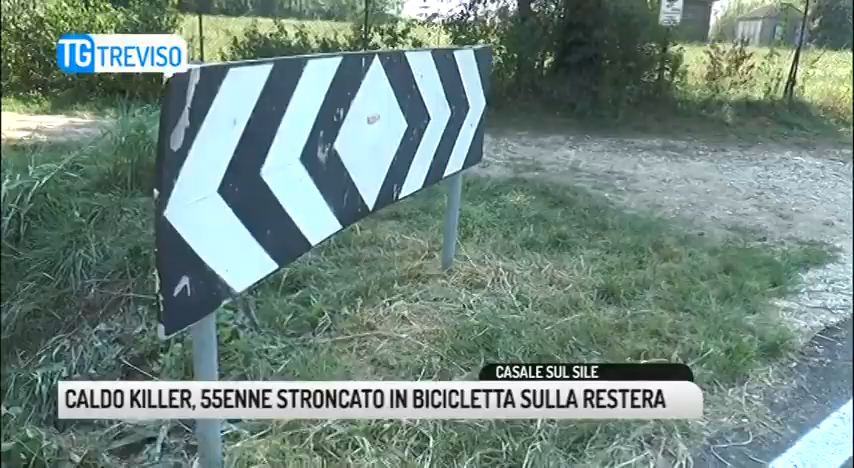 TG TREVISO
CASALE SUL SILE
CALDO KILLER, 55ENNE STRONCATO IN BICICLETTA SULLA RESTERA